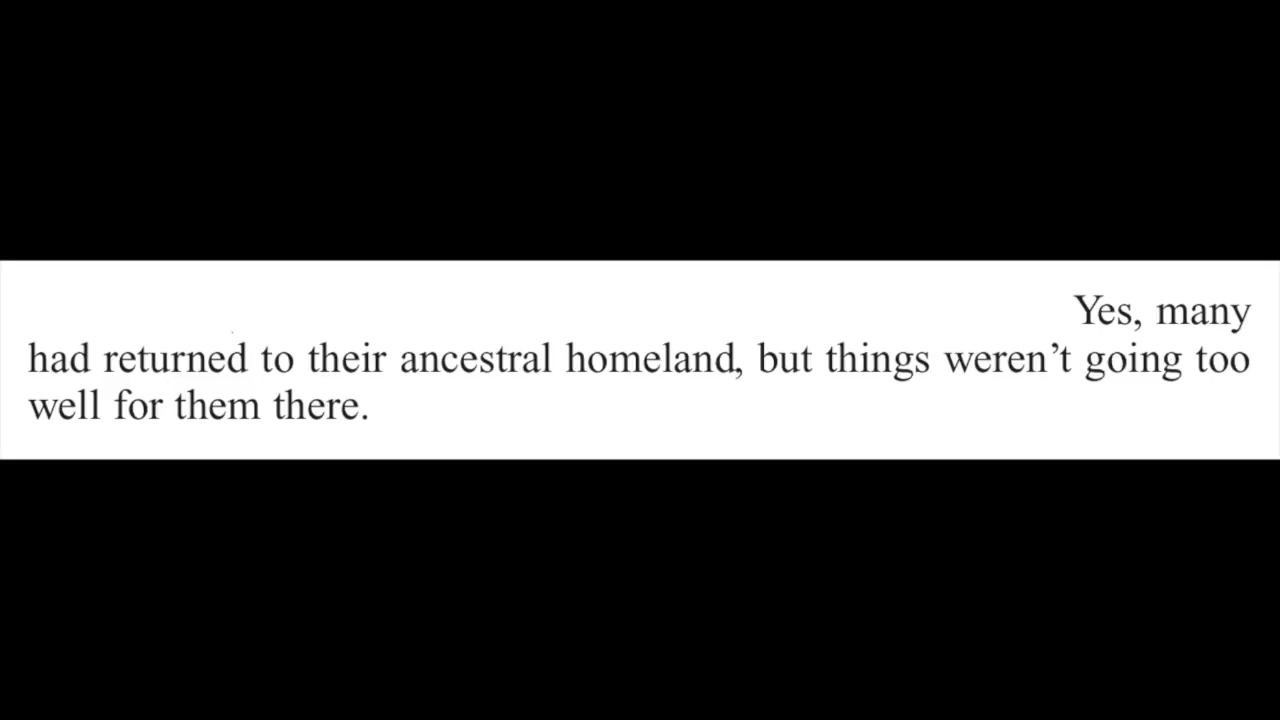 Yes, many
had returned to their ancestral homeland, but things weren’t going too
well for them there.